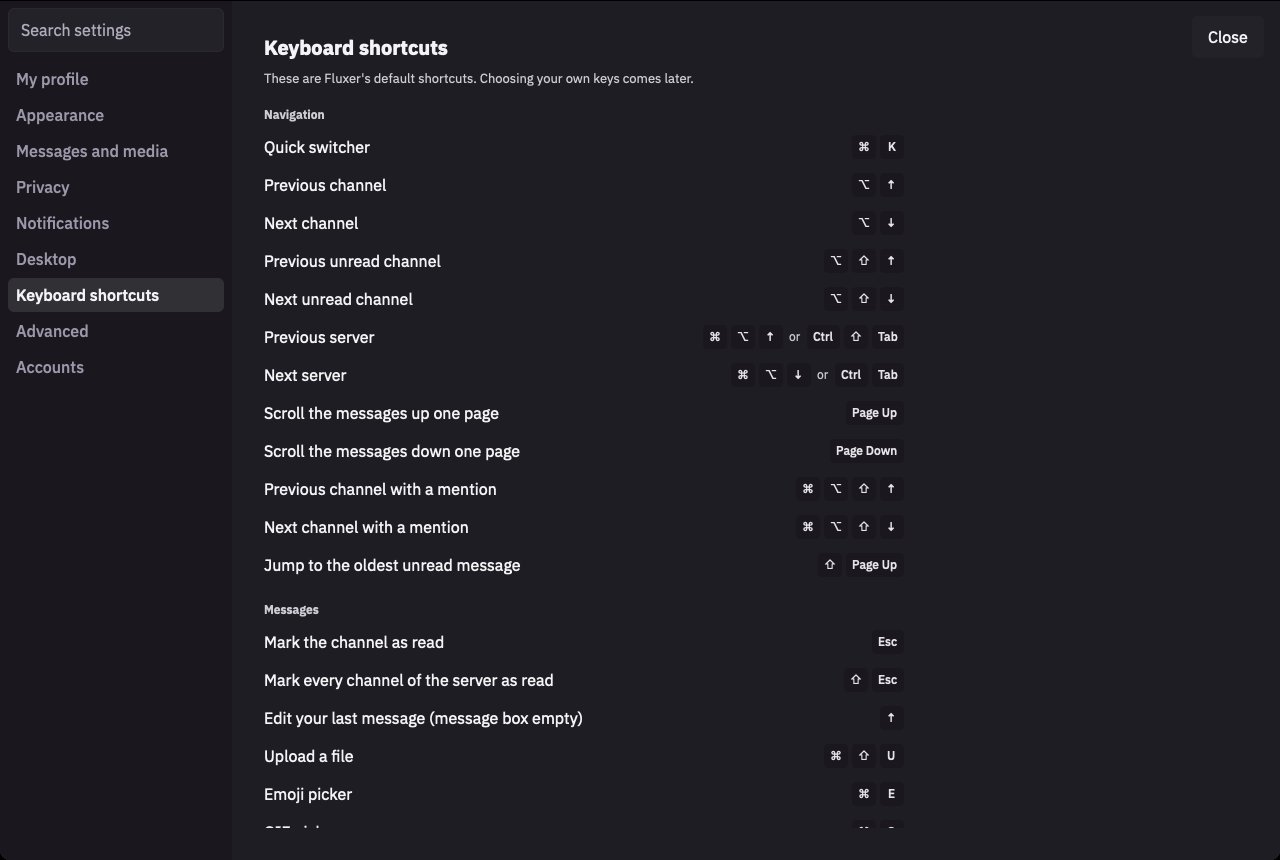 Search settings
Close
My profile
Appearance
Messages and media
Privacy
Notifications
Desktop
Keyboard shortcuts
Advanced
Accounts
Keyboard shortcuts
These are Fluxer's default shortcuts. Choosing your own keys comes later.
Navigation
Quick switcher ⌘ K
Previous channel ⌥ ↑
Next channel ⌥ ↓
Previous unread channel ⌥ ⇧ ↑
Next unread channel ⌥ ⇧ ↓
Previous server ⌘ ⌥ ↑ or Ctrl ⇧ Tab
Next server ⌘ ⌥ ↓ or Ctrl Tab
Scroll the messages up one page Page Up
Scroll the messages down one page Page Down
Previous channel with a mention ⌘ ⌥ ⇧ ↑
Next channel with a mention ⌘ ⌥ ⇧ ↓
Jump to the oldest unread message ⇧ Page Up
Messages
Mark the channel as read Esc
Mark every channel of the server as read ⇧ Esc
Edit your last message (message box empty) ↑
Upload a file ⌘ ⇧ U
Emoji picker ⌘ E